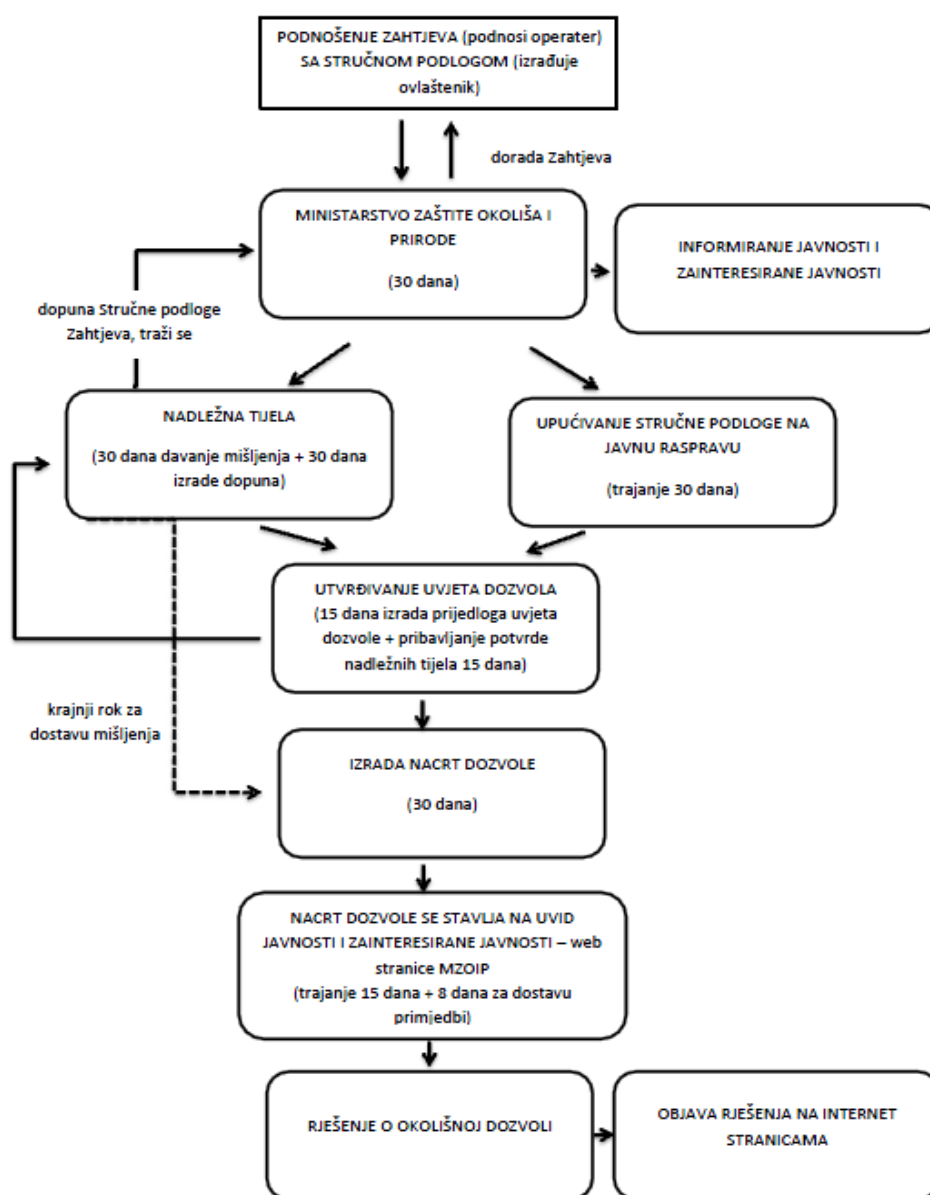 PODNOŠENJE ZAHTJEVA (podnosi operater)
SA STRUČNOM PODLOGOM (izrađuje
ovlaštenik)
dorada Zahtjeva
MINISTARSTVO ZAŠTITE OKOLIŠA I
PRIRODE
(30 dana)
INFORMIRANJE JAVNOSTI I
ZAINTERESIRANE JAVNOSTI
dopuna Stručne podloge
Zahtjeva, traži se
NADLEŽNA TIJELA
(30 dana davanje mišljenja + 30 dana
izrade dopuna)
UPUĆIVANJE STRUČNE PODLOGE NA
JAVNU RASPRAVU
(trajanje 30 dana)
UTVRĐIVANJE UVJETA DOZVOLA
(15 dana izrada prijedloga uvjeta
dozvole + pribavljanje potvrde
nadležnih tijela 15 dana)
krajnji rok za
dostavu mišljenja
IZRADA NACRT DOZVOLE
(30 dana)
NACRT DOZVOLE SE STAVLJA NA UVID
JAVNOSTI I ZAINTERESIRANE JAVNOSTI – web
stranice MZOIP
(trajanje 15 dana + 8 dana za dostavu
primjedbi)
RJEŠENJE O OKOLIŠNOJ DOZVOLI
OBJAVA RJEŠENJA NA INTERNET
STRANICAMA